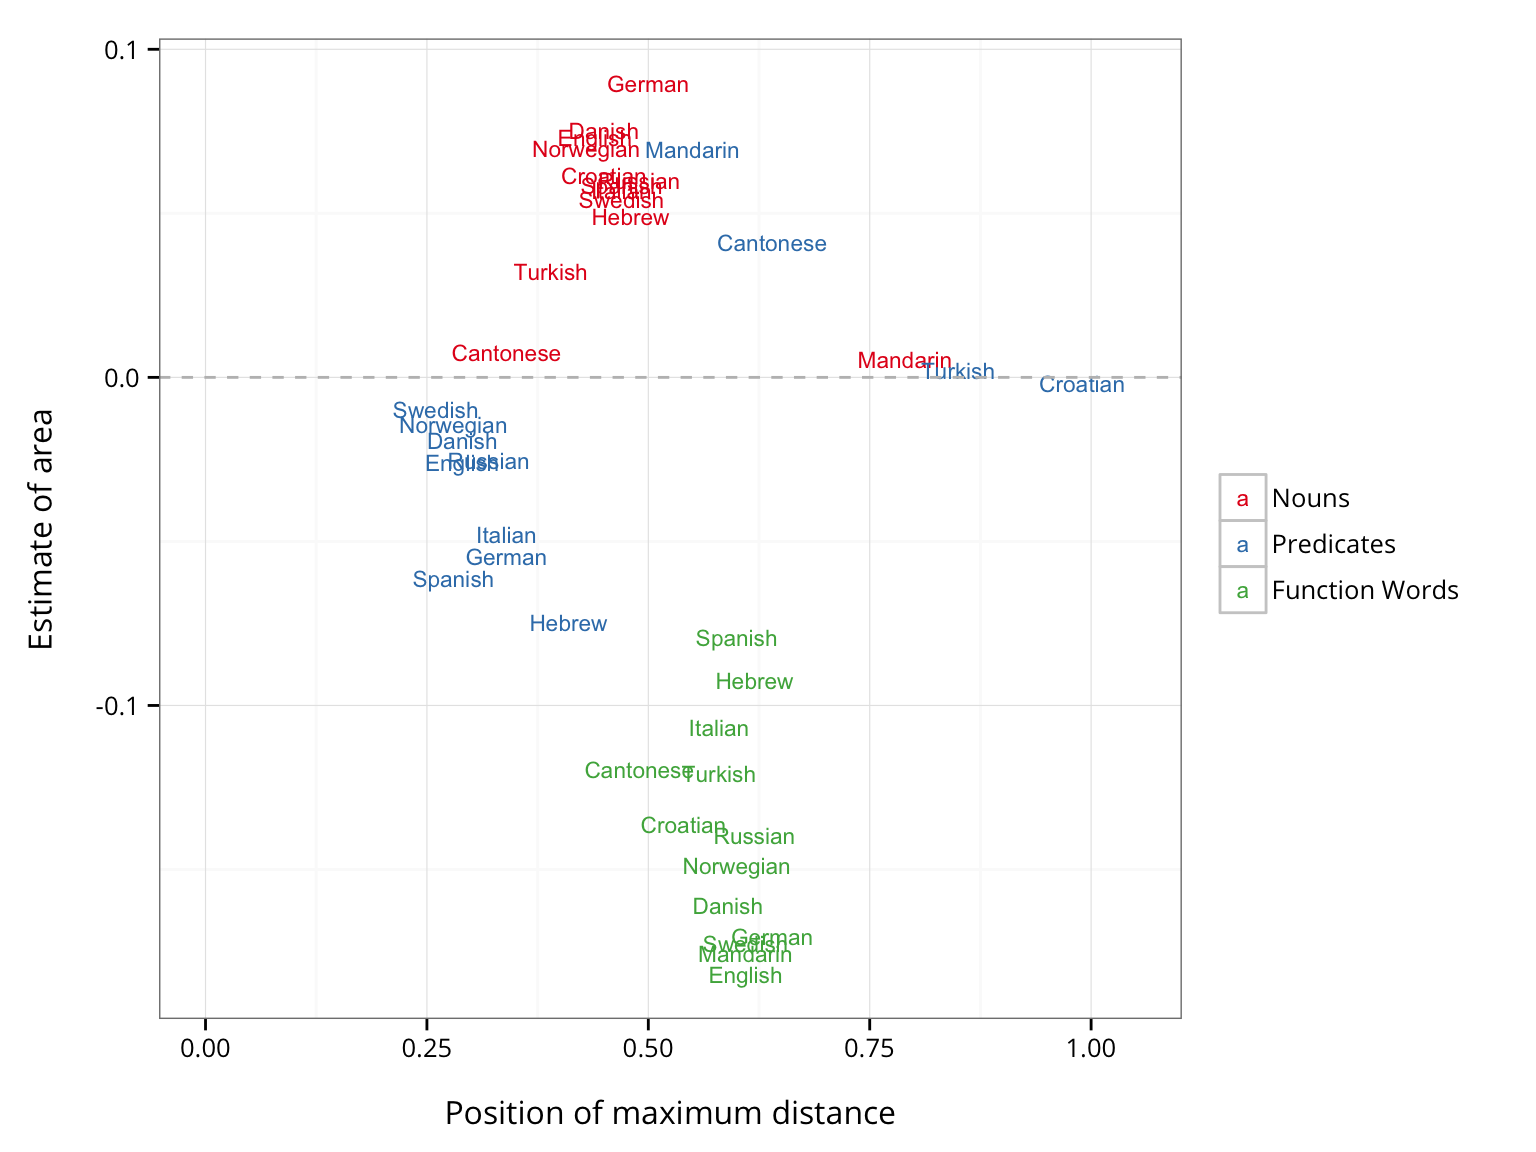 0.1
German
Danish
English
Norwegian
Mandarin
Croatian
Russian
Spanish
Italian
Swedish
Hebrew
Cantonese
Turkish
Cantonese
Mandarin
0.0
Turkish
Croatian
Swedish
Norwegian
Danish
English
Russian
Estimate of area
a Nouns
Italian
a Predicates
German
Spanish
a Function Words
Hebrew
Spanish
Hebrew
-0.1
Italian
Cantonese
Turkish
Croatian
Russian
Norwegian
Danish
German
Swedish
Mandarin
English
0.00 0.25 0.50 0.75 1.00
Position of maximum distance